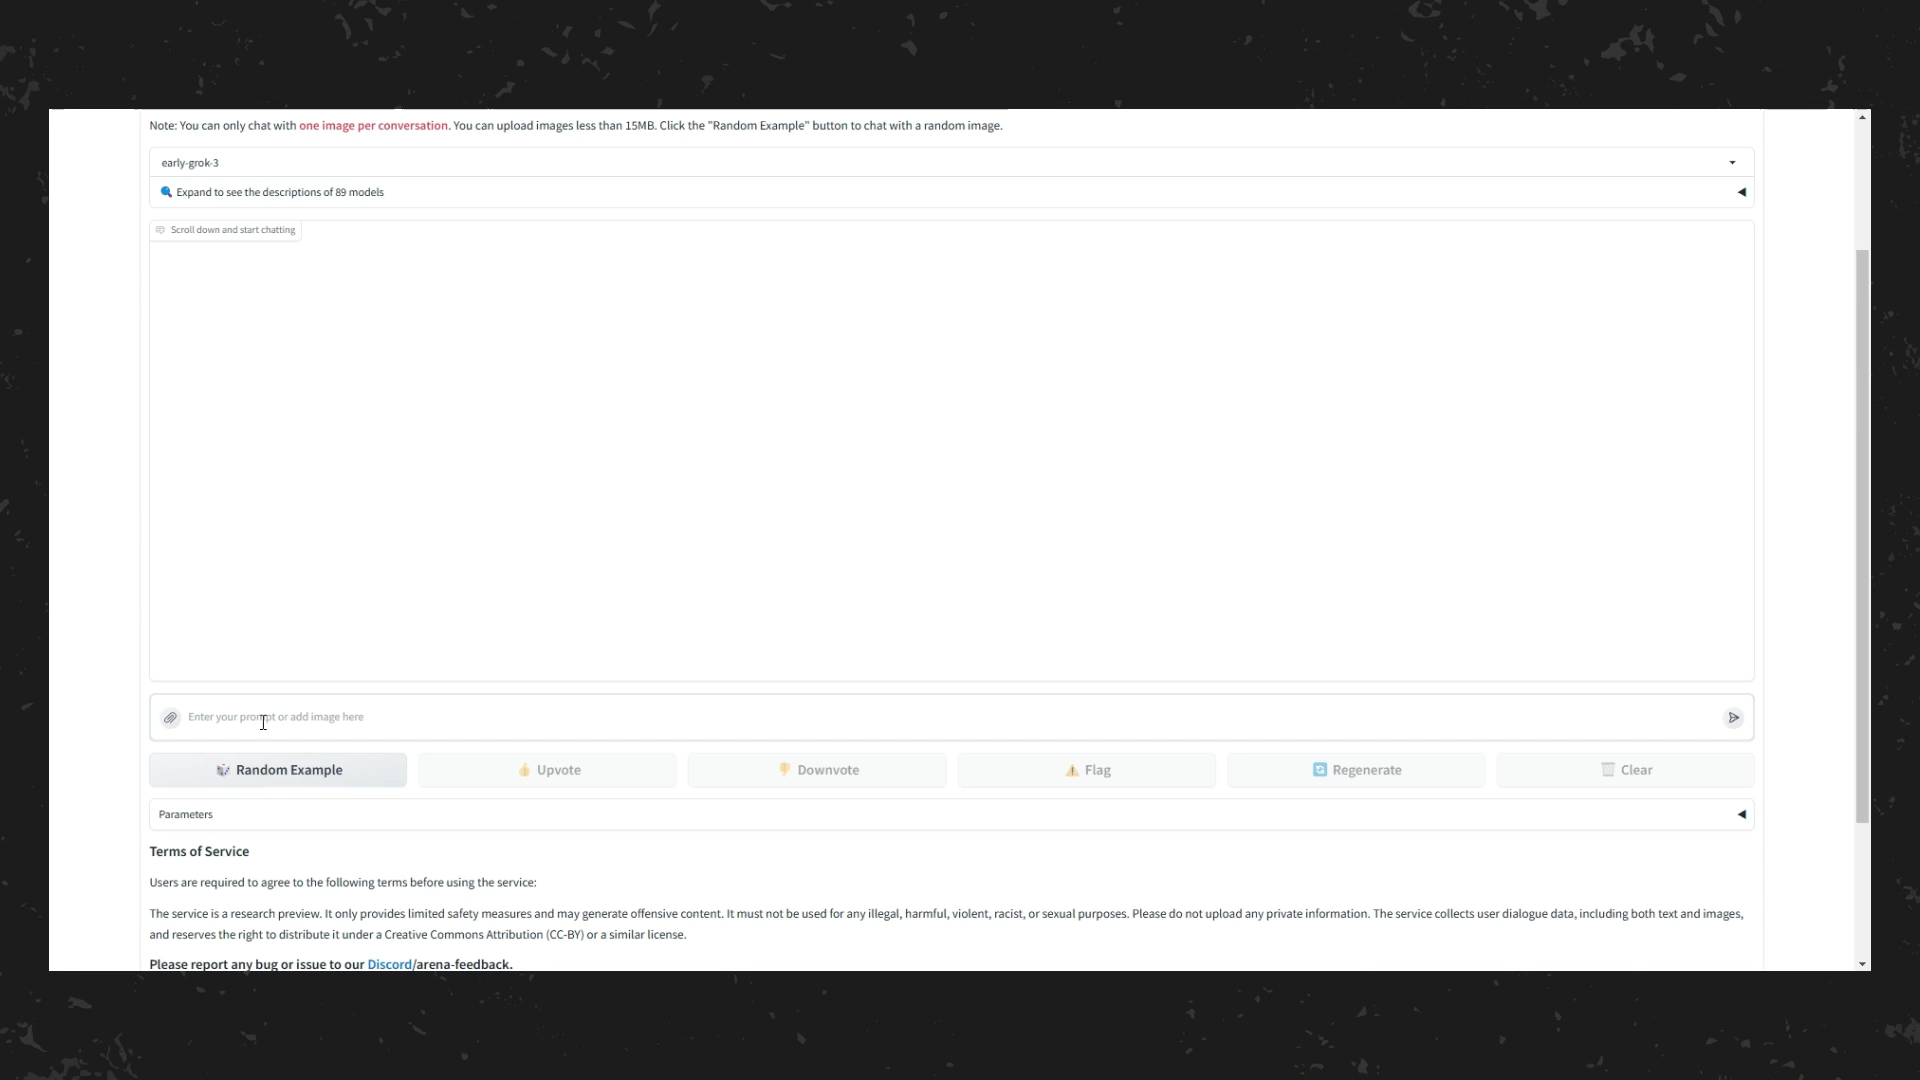 Note: You can only chat with one image per conversation. You can upload images less than 15MB. Click the "Random Example" button to chat with a random image.
early-grok-3
Expand to see the descriptions of 89 models
Scroll down and start chatting
Enter your prompt or add image here
Random Example
Upvote
Downvote
Flag
Regenerate
Clear
Parameters
Terms of Service
Users are required to agree to the following terms before using the service:
The service is a research preview. It only provides limited safety measures and may generate offensive content. It must not be used for any illegal, harmful, violent, racist, or sexual purposes. Please do not upload any private information. The service collects user dialogue data, including both text and images,
and reserves the right to distribute it under a Creative Commons Attribution (CC-BY) or a similar license.
Please report any bug or issue to our Discord/arena-feedback.